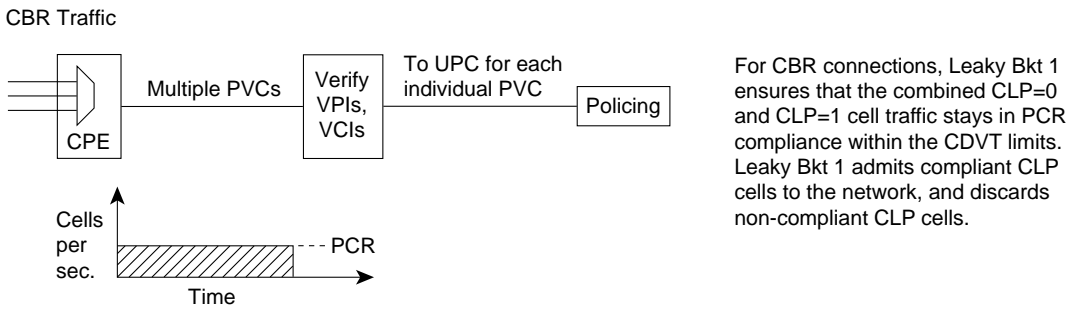 CBR Traffic
CPE
Multiple PVCs
Verify
VPIs,
VCIs
To UPC for each
individual PVC
Policing
For CBR connections, Leaky Bkt 1
ensures that the combined CLP=0
and CLP=1 cell traffic stays in PCR
compliance within the CDVT limits.
Leaky Bkt 1 admits compliant CLP
cells to the network, and discards
non-compliant CLP cells.
Cells
per
sec.
PCR
Time